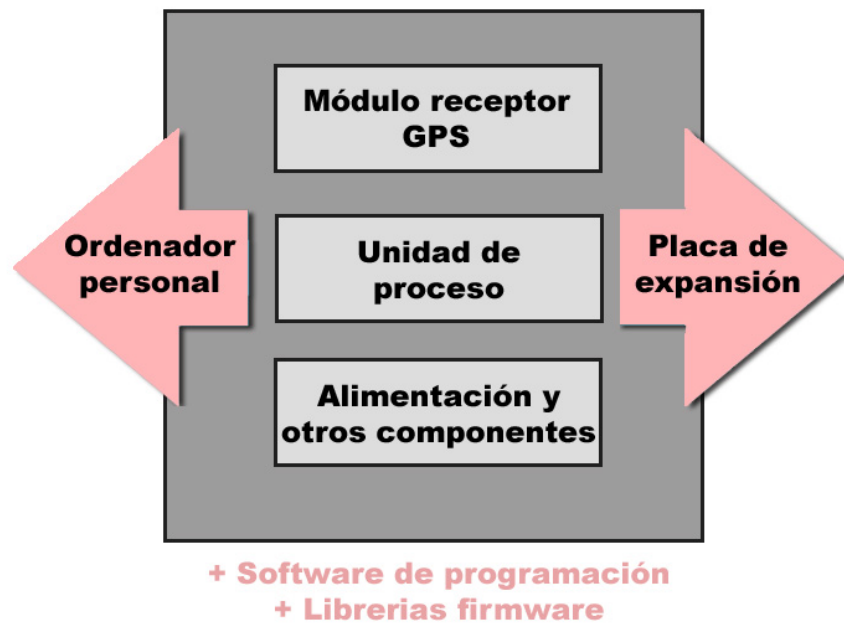 Módulo receptor
GPS
Ordenador
personal
Unidad de
proceso
Placa de
expansión
Alimentación y
otros componentes
+ Software de programación
+ Librerias firmware